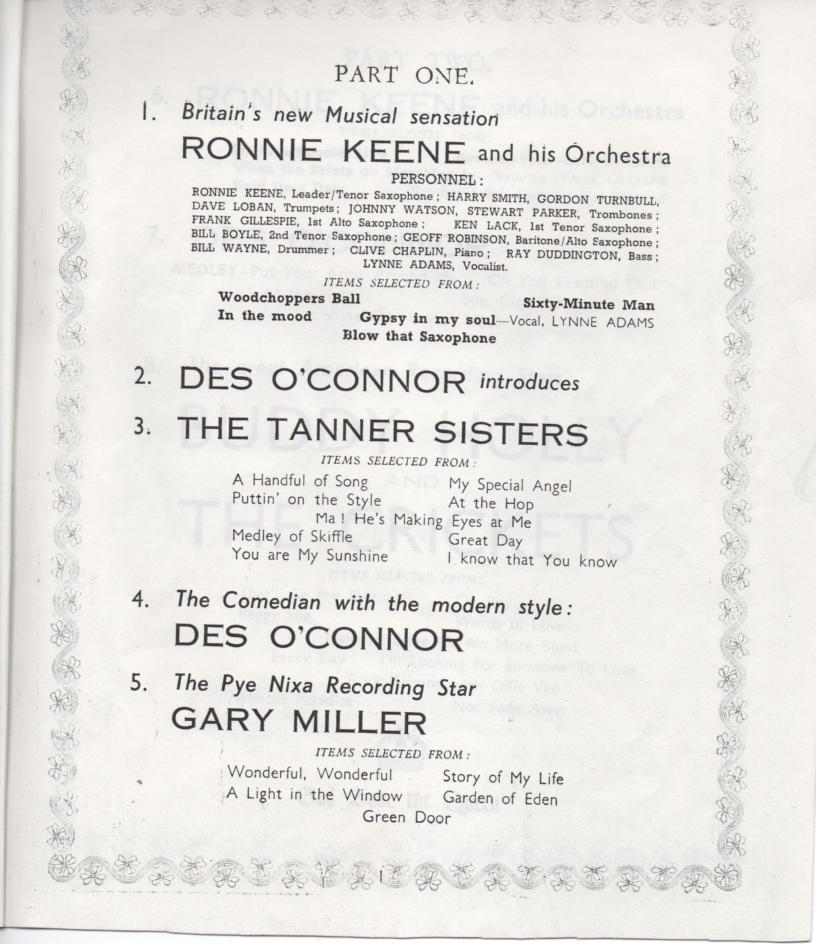 PART ONE.
1. Britain's new Musical sensation
RONNIE KEENE and his Orchestra
PERSONNEL :
RONNIE KEENE, Leader/Tenor Saxophone ; HARRY SMITH, GORDON TURNBULL,
DAVE LOBAN, Trumpets ; JOHNNY WATSON, STEWART PARKER, Trombones ;
FRANK GILLESPIE, 1st Alto Saxophone ; KEN LACK, 1st Tenor Saxophone ;
BILL BOYLE, 2nd Tenor Saxophone ; GEOFF ROBINSON, Baritone/Alto Saxophone ;
BILL WAYNE, Drummer ; CLIVE CHAPLIN, Piano ; RAY DUDDINGTON, Bass ;
LYNNE ADAMS, Vocalist.
ITEMS SELECTED FROM :
Woodchoppers Ball Sixty-Minute Man
In the mood Gypsy in my soul—Vocal, LYNNE ADAMS
Blow that Saxophone
2. DES O'CONNOR introduces
3. THE TANNER SISTERS
ITEMS SELECTED FROM :
A Handful of Song My Special Angel
Puttin' on the Style At the Hop
Ma ! He's Making Eyes at Me
Medley of Skiffle Great Day
You are My Sunshine I know that You know
4. The Comedian with the modern style :
DES O'CONNOR
5. The Pye Nixa Recording Star
GARY MILLER
ITEMS SELECTED FROM :
Wonderful, Wonderful Story of My Life
A Light in the Window Garden of Eden
Green Door